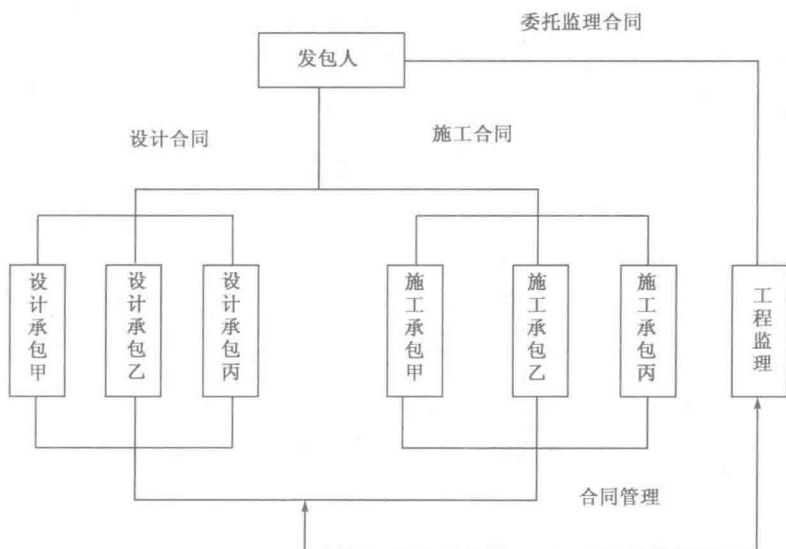 委托监理合同
发包人
设计合同
施工合同
设计承包甲
设计承包乙
设计承包丙
施工承包甲
施工承包乙
施工承包丙
工程监理
合同管理